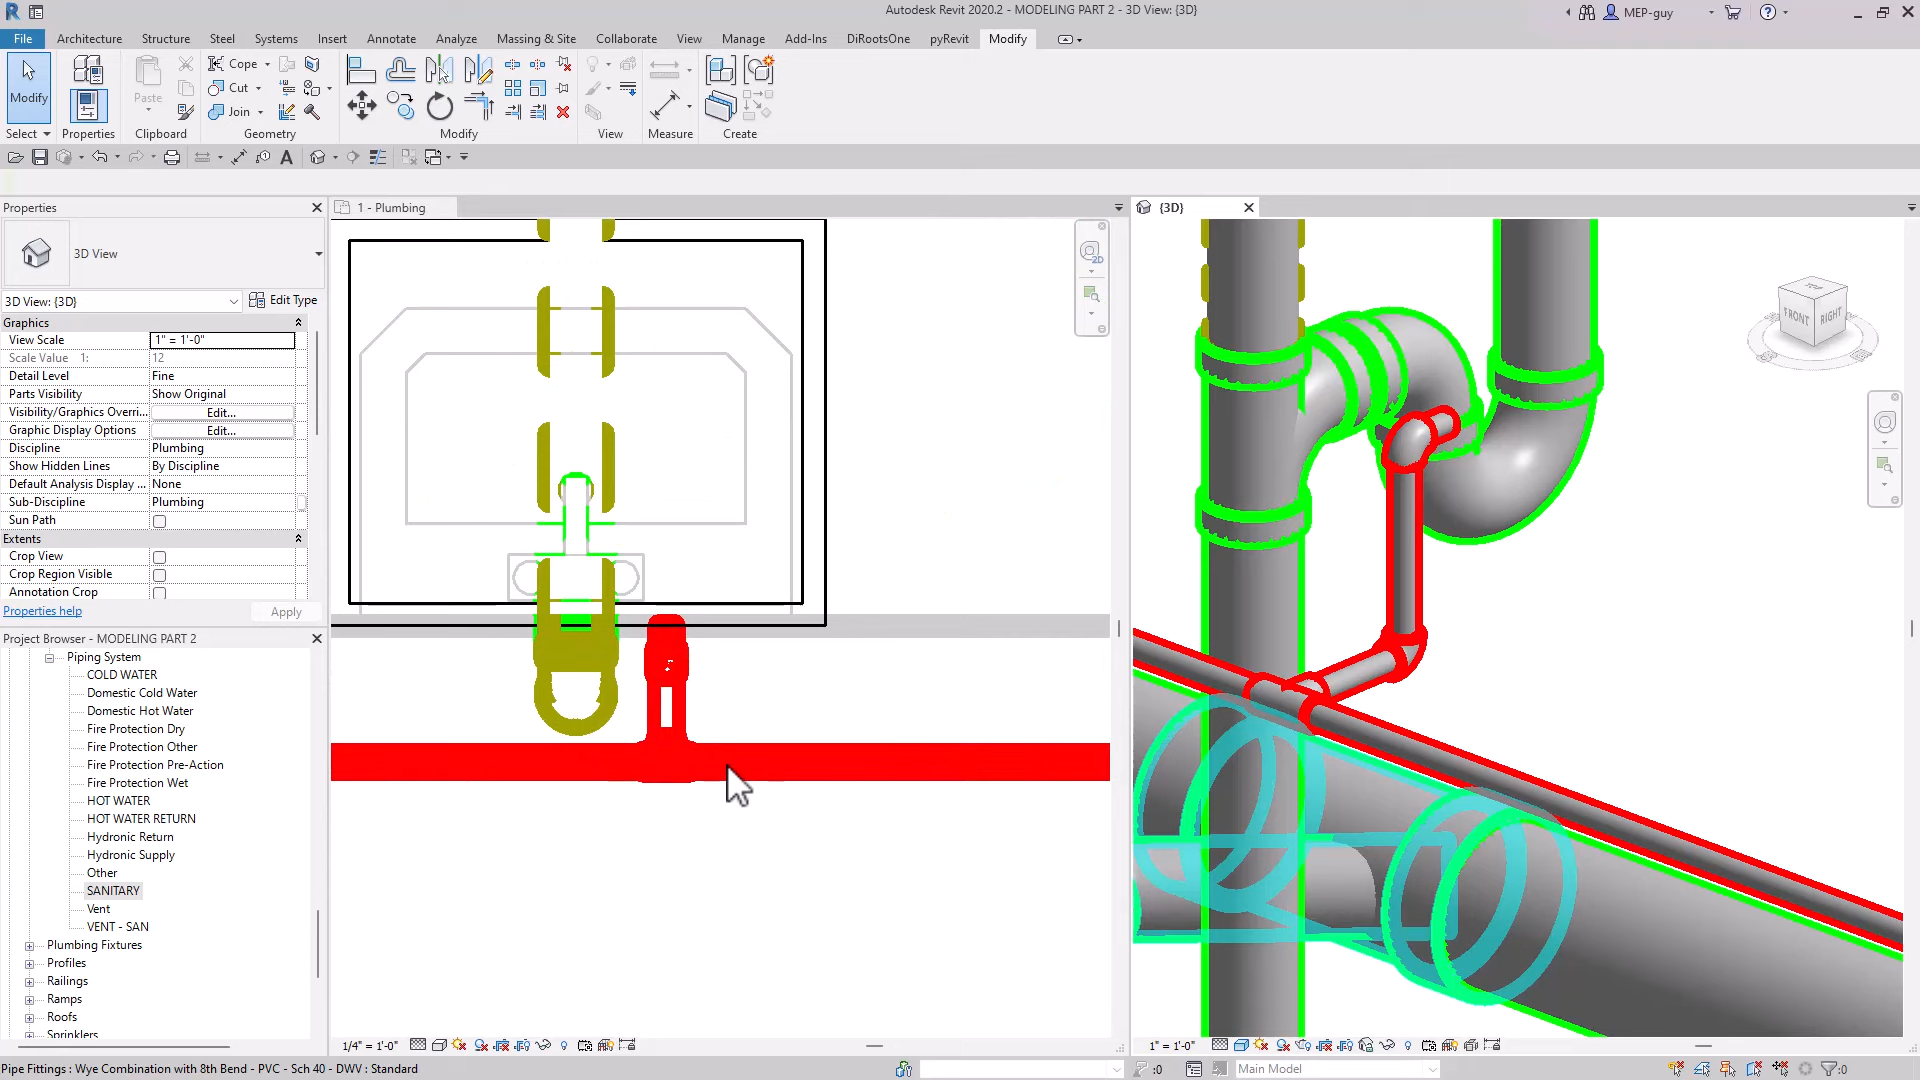 Autodesk Revit 2020.2 - MODELING PART 2 - 3D View: {3D}
MEP-guy
File Architecture Structure Steel Systems Insert Annotate Analyze Massing & Site Collaborate View Manage Add-Ins DiRootsOne pyRevit Modify
Modify
Paste
Cope
Cut
Join
Select Properties Clipboard Geometry Modify View Measure Create
Properties
3D View
3D View: {3D} Edit Type
Graphics
View Scale 1" = 1'-0"
Scale Value 1: 12
Detail Level Fine
Parts Visibility Show Original
Visibility/Graphics Overri... Edit...
Graphic Display Options Edit...
Discipline Plumbing
Show Hidden Lines By Discipline
Default Analysis Display ... None
Sub-Discipline Plumbing
Sun Path
Extents
Crop View
Crop Region Visible
Annotation Crop
Properties help Apply
Project Browser - MODELING PART 2
Piping System
COLD WATER
Domestic Cold Water
Domestic Hot Water
Fire Protection Dry
Fire Protection Other
Fire Protection Pre-Action
Fire Protection Wet
HOT WATER
HOT WATER RETURN
Hydronic Return
Hydronic Supply
Other
SANITARY
Vent
VENT - SAN
Plumbing Fixtures
Profiles
Railings
Ramps
Roofs
Sprinklers
1 - Plumbing
2D
1/4" = 1'-0"
{3D}
TOP
FRONT
RIGHT
1" = 1'-0"
Pipe Fittings : Wye Combination with 8th Bend - PVC - Sch 40 - DWV : Standard
:0
Main Model
:0